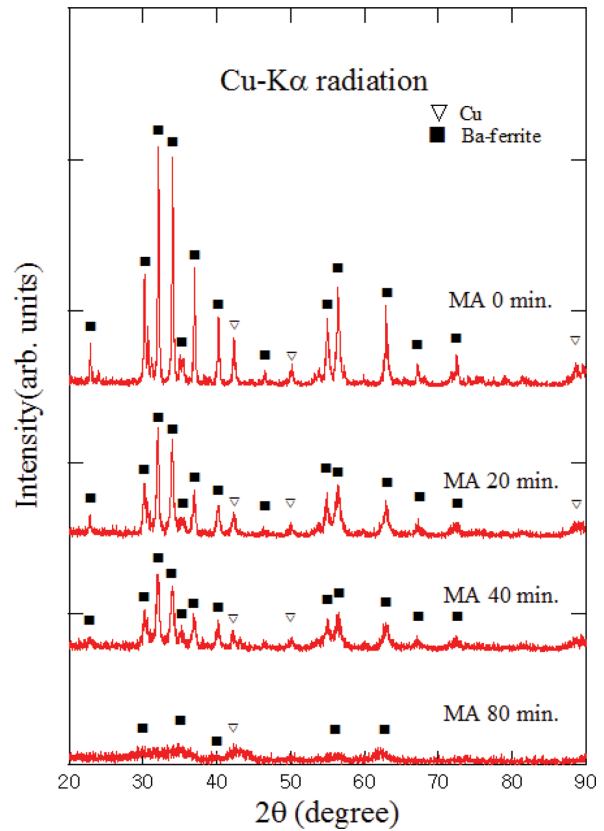 Cu-Kα radiation
▽ Cu
■ Ba-ferrite
MA 0 min.
MA 20 min.
MA 40 min.
MA 80 min.
Intensity(arb. units)
20 30 40 50 60 70 80 90
2θ (degree)